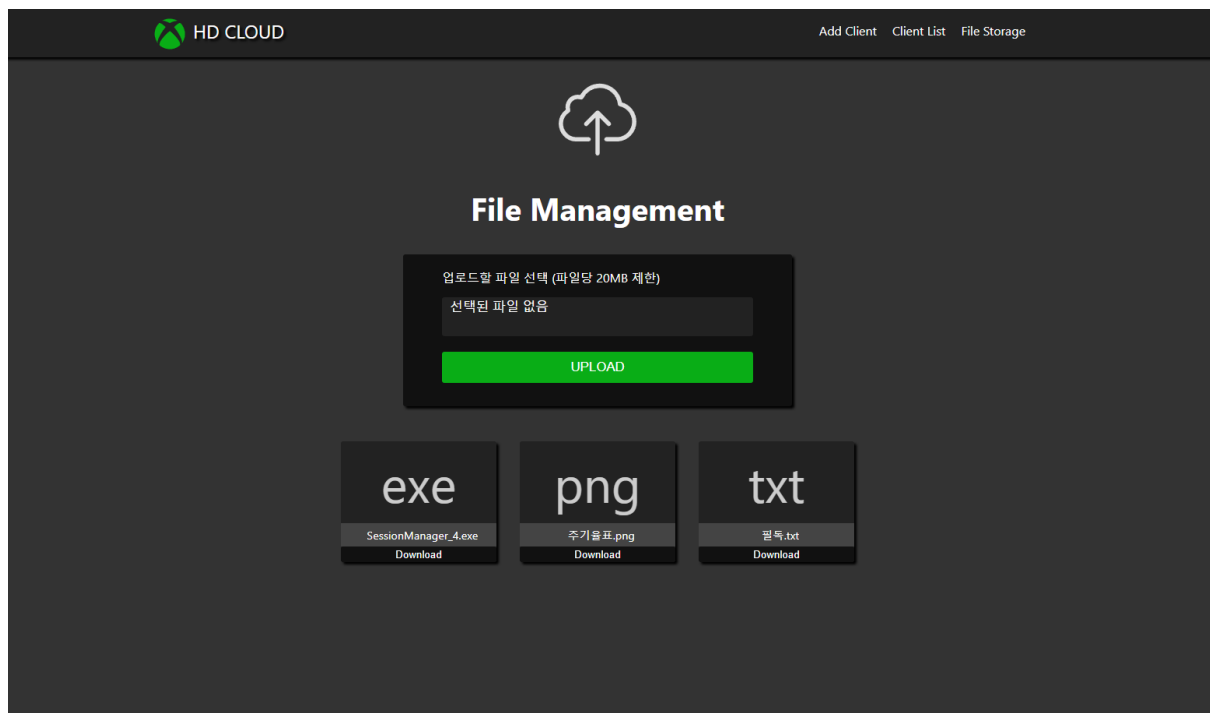 HD CLOUD
Add Client Client List File Storage
File Management
업로드할 파일 선택 (파일당 20MB 제한)
선택된 파일 없음
UPLOAD
exe
SessionManager_4.exe
Download
png
주기율표.png
Download
txt
필독.txt
Download